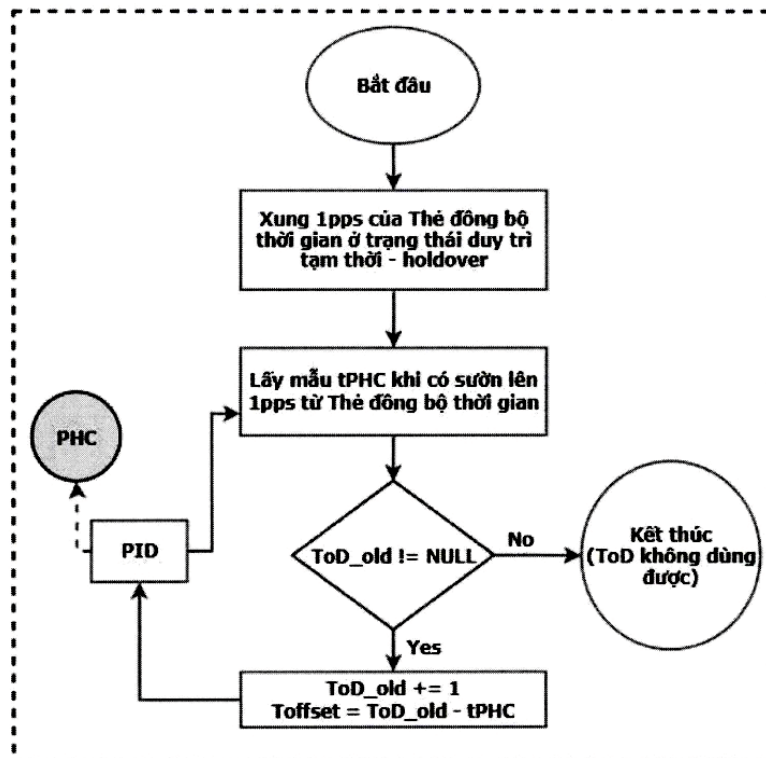 Bắt đầu
Xung 1pps của Thẻ đồng bộ
thời gian ở trạng thái duy trì
tạm thời - holdover
Lấy mẫu tPHC khi có sườn lên
1pps từ Thẻ đồng bộ thời gian
PHC
PID
ToD_old != NULL
No
Kết thúc
(ToD không dùng
được)
Yes
ToD_old += 1
Toffset = ToD_old - tPHC